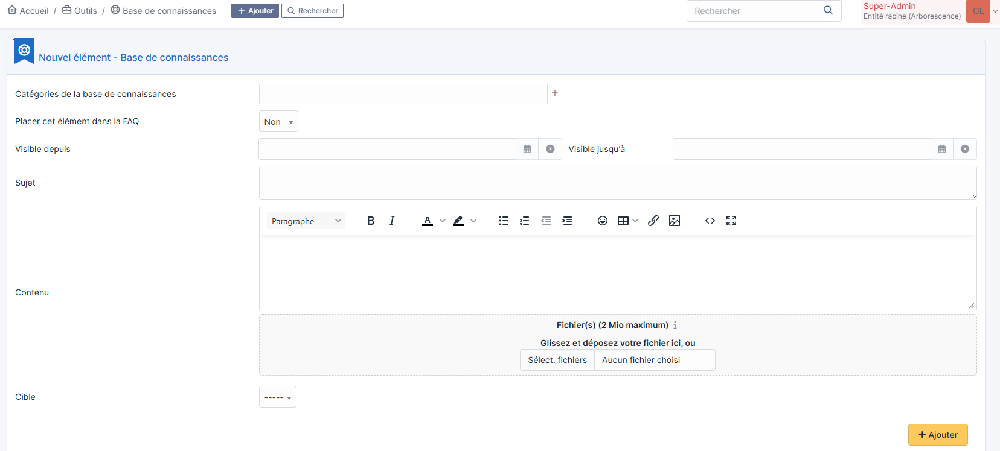 Accueil / Outils / Base de connaissances
+ Ajouter
Rechercher
Rechercher
Super-Admin
Entité racine (Arborescence)
GL
Nouvel élément - Base de connaissances
Catégories de la base de connaissances
+
Placer cet élément dans la FAQ
Non
Visible depuis
Visible jusqu'à
Sujet
Paragraphe
B I A
Contenu
Fichier(s) (2 Mio maximum) i
Glissez et déposez votre fichier ici, ou
Sélect. fichiers Aucun fichier choisi
Cible
-----
+ Ajouter